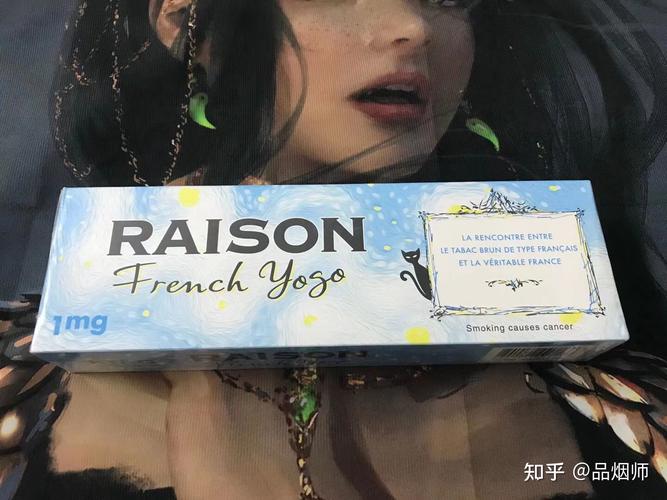 RAISON
French Yogo
1mg
LA RENCONTRE ENTRE
LE TABAC BRUN DE TYPE FRANÇAIS
ET LA VÉRITABLE FRANCE
Smoking causes cancer
RAISON
知乎 @品烟师